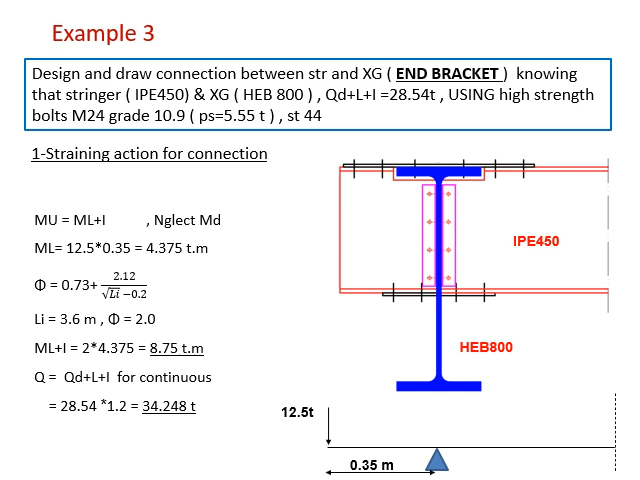 Example 3
Design and draw connection between str and XG ( END BRACKET ) knowing
that stringer ( IPE450) & XG ( HEB 800 ) , Qd+L+I =28.54t , USING high strength
bolts M24 grade 10.9 ( ps=5.55 t ) , st 44
1-Straining action for connection
MU = ML+I , Nglect Md
ML= 12.5*0.35 = 4.375 t.m
Φ = 0.73+ 2.12 / √Li −0.2
Li = 3.6 m , Φ = 2.0
ML+I = 2*4.375 = 8.75 t.m
Q = Qd+L+I for continuous
= 28.54 *1.2 = 34.248 t
IPE450
HEB800
12.5t
0.35 m